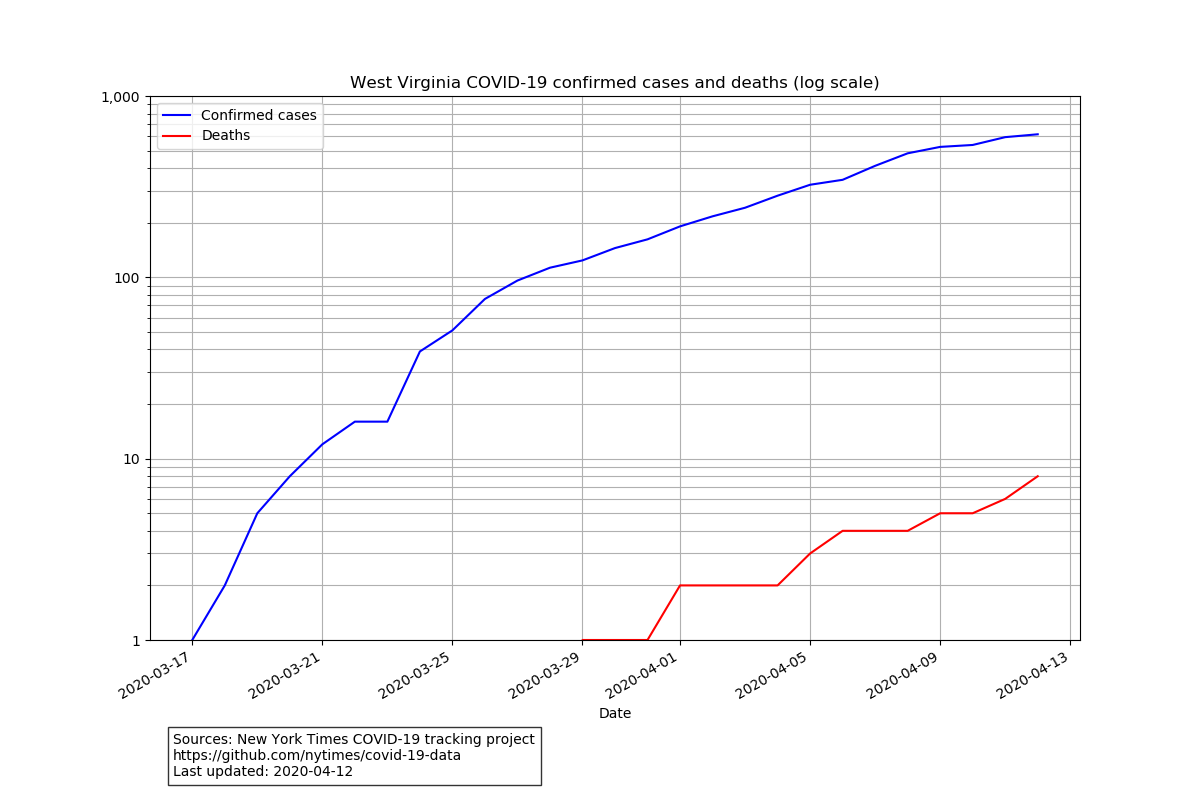 West Virginia COVID-19 confirmed cases and deaths (log scale)
Confirmed cases
Deaths
1,000
100
10
1
2020-03-17
2020-03-21
2020-03-25
2020-03-29
2020-04-01
2020-04-05
2020-04-09
2020-04-13
Date
Sources: New York Times COVID-19 tracking project
https://github.com/nytimes/covid-19-data
Last updated: 2020-04-12